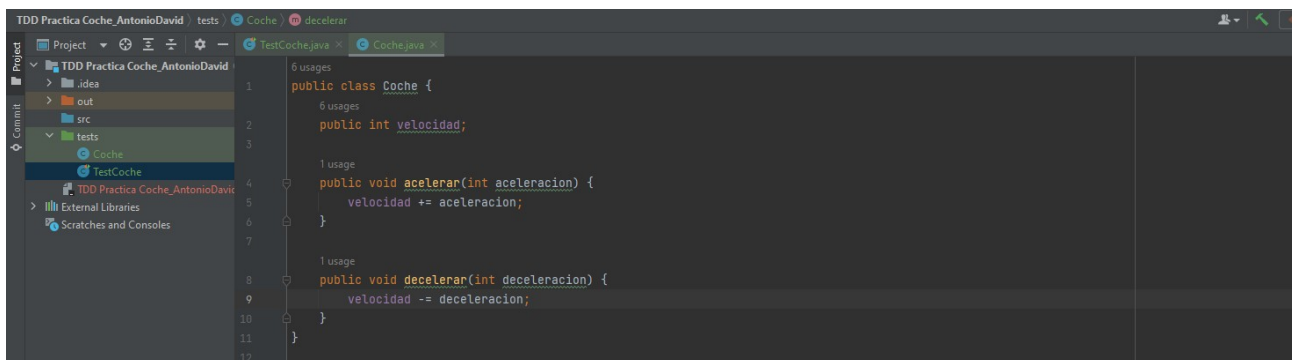 TDD Practica Coche_AntonioDavid tests Coche decelerar
Project
TestCoche.java
Coche.java
Project
Commit
TDD Practica Coche_AntonioDavid
.idea
out
src
tests
Coche
TestCoche
TDD Practica Coche_AntonioDavid
External Libraries
Scratches and Consoles
6 usages
1 public class Coche {
6 usages
2 public int velocidad;
3
1 usage
4 public void acelerar(int aceleracion) {
5 velocidad += aceleracion;
6 }
7
1 usage
8 public void decelerar(int deceleracion) {
9 velocidad -= deceleracion;
10 }
11 }
12